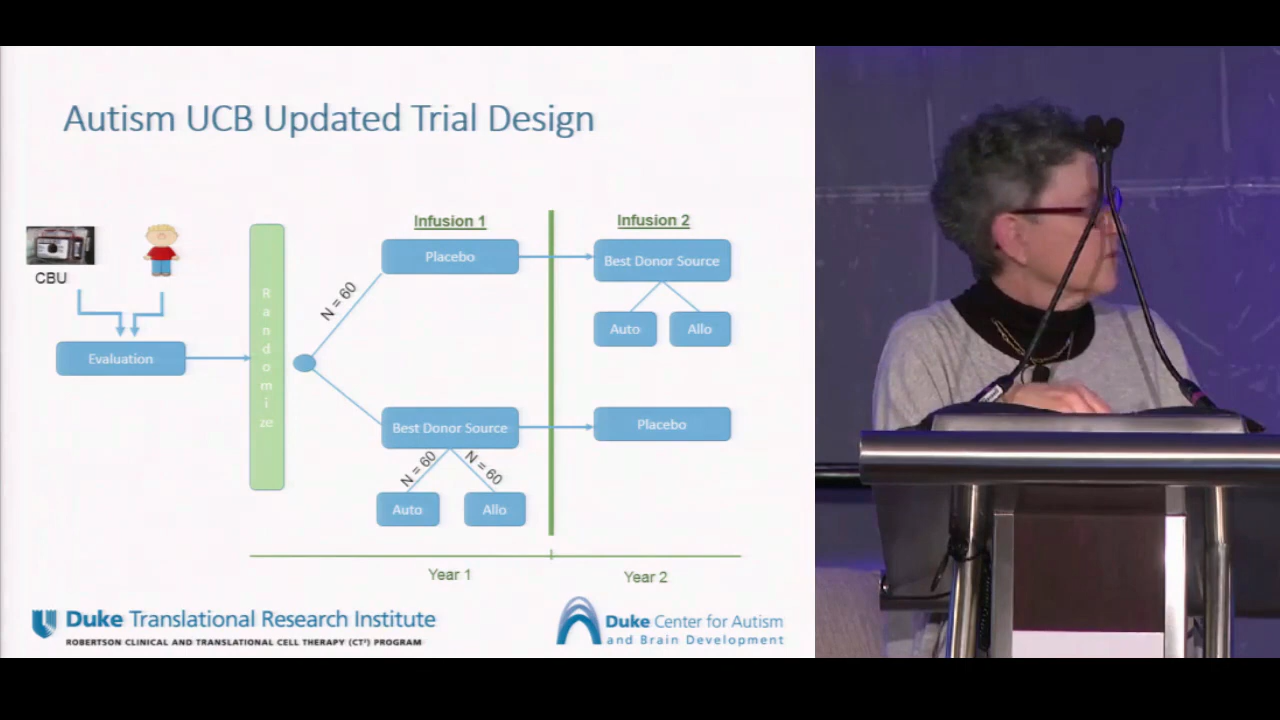 Autism UCB Updated Trial Design
Infusion 1
Infusion 2
CBU
Evaluation
Randomize
N = 60
Placebo
Best Donor Source
Auto
Allo
Best Donor Source
N = 60
N = 60
Auto
Allo
Placebo
Year 1
Year 2
Duke Translational Research Institute
ROBERTSON CLINICAL AND TRANSLATIONAL CELL THERAPY (CT²) PROGRAM
Duke Center for Autism
and Brain Development